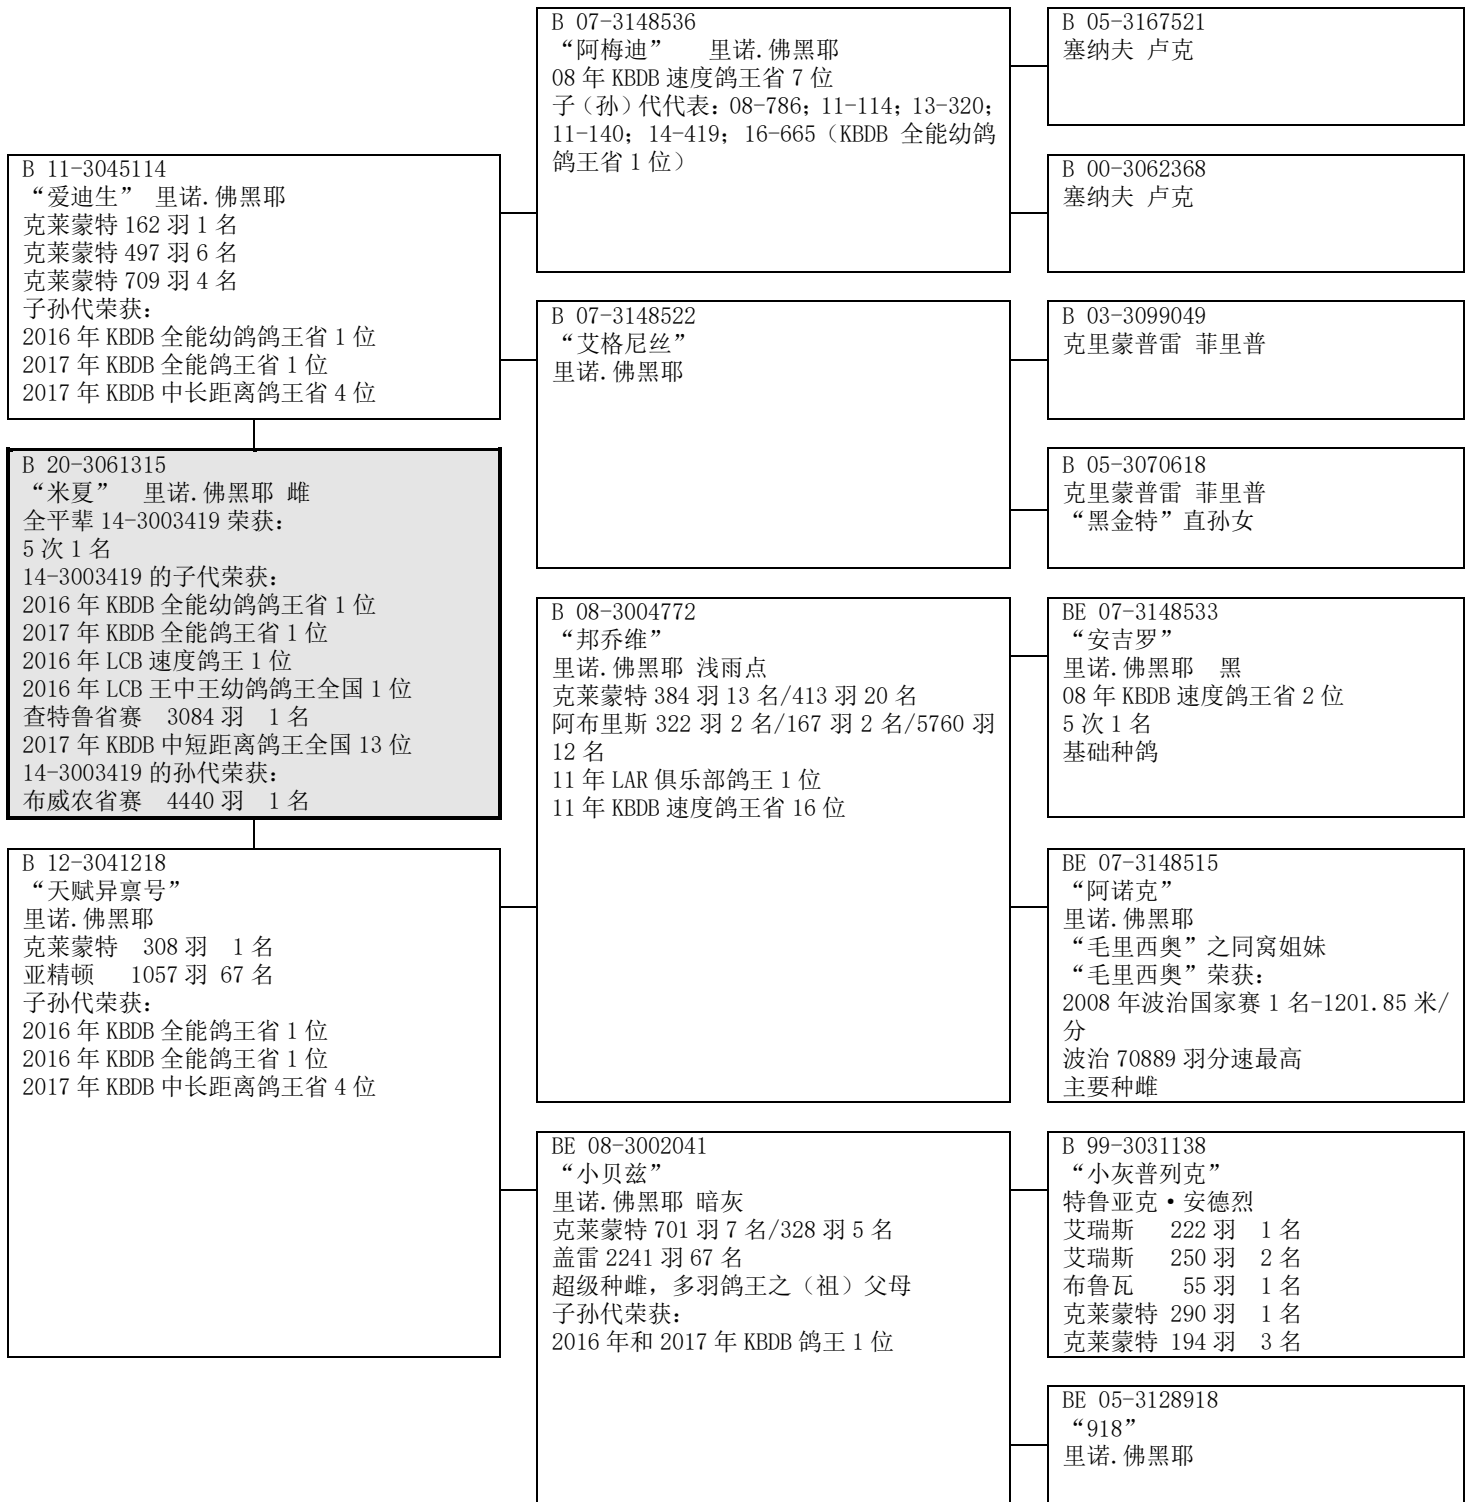 B 11-3045114
“爱迪生” 里诺.佛黑耶
克莱蒙特 162 羽 1 名
克莱蒙特 497 羽 6 名
克莱蒙特 709 羽 4 名
子孙代荣获：
2016 年 KBDB 全能幼鸽鸽王省 1 位
2017 年 KBDB 全能鸽王省 1 位
2017 年 KBDB 中长距离鸽王省 4 位
B 20-3061315
“米夏” 里诺.佛黑耶 雌
全平辈 14-3003419 荣获：
5 次 1 名
14-3003419 的子代荣获：
2016 年 KBDB 全能幼鸽鸽王省 1 位
2017 年 KBDB 全能鸽王省 1 位
2016 年 LCB 速度鸽王 1 位
2016 年 LCB 王中王幼鸽鸽王全国 1 位
查特鲁省赛 3084 羽 1 名
2017 年 KBDB 中短距离鸽王全国 13 位
14-3003419 的孙代荣获：
布威农省赛 4440 羽 1 名
B 12-3041218
“天赋异禀号”
里诺.佛黑耶
克莱蒙特 308 羽 1 名
亚精顿 1057 羽 67 名
子孙代荣获：
2016 年 KBDB 全能鸽王省 1 位
2016 年 KBDB 全能鸽王省 1 位
2017 年 KBDB 中长距离鸽王省 4 位
B 07-3148536
“阿梅迪” 里诺.佛黑耶
08 年 KBDB 速度鸽王省 7 位
子（孙）代代表：08-786；11-114；13-320；
11-140；14-419；16-665（KBDB 全能幼鸽
鸽王省 1 位）
B 07-3148522
“艾格尼丝”
里诺.佛黑耶
B 08-3004772
“邦乔维”
里诺.佛黑耶 浅雨点
克莱蒙特 384 羽 13 名/413 羽 20 名
阿布里斯 322 羽 2 名/167 羽 2 名/5760 羽
12 名
11 年 LAR 俱乐部鸽王 1 位
11 年 KBDB 速度鸽王省 16 位
BE 08-3002041
“小贝兹”
里诺.佛黑耶 暗灰
克莱蒙特 701 羽 7 名/328 羽 5 名
盖雷 2241 羽 67 名
超级种雌，多羽鸽王之（祖）父母
子孙代荣获：
2016 年和 2017 年 KBDB 鸽王 1 位
B 05-3167521
塞纳夫 卢克
B 00-3062368
塞纳夫 卢克
B 03-3099049
克里蒙普雷 菲里普
B 05-3070618
克里蒙普雷 菲里普
“黑金特”直孙女
BE 07-3148533
“安吉罗”
里诺.佛黑耶 黑
08 年 KBDB 速度鸽王省 2 位
5 次 1 名
基础种鸽
BE 07-3148515
“阿诺克”
里诺.佛黑耶
“毛里西奥”之同窝姐妹
“毛里西奥”荣获：
2008 年波治国家赛 1 名-1201.85 米/
分
波治 70889 羽分速最高
主要种雌
B 99-3031138
“小灰普列克”
特鲁亚克·安德烈
艾瑞斯 222 羽 1 名
艾瑞斯 250 羽 2 名
布鲁瓦 55 羽 1 名
克莱蒙特 290 羽 1 名
克莱蒙特 194 羽 3 名
BE 05-3128918
“918”
里诺.佛黑耶